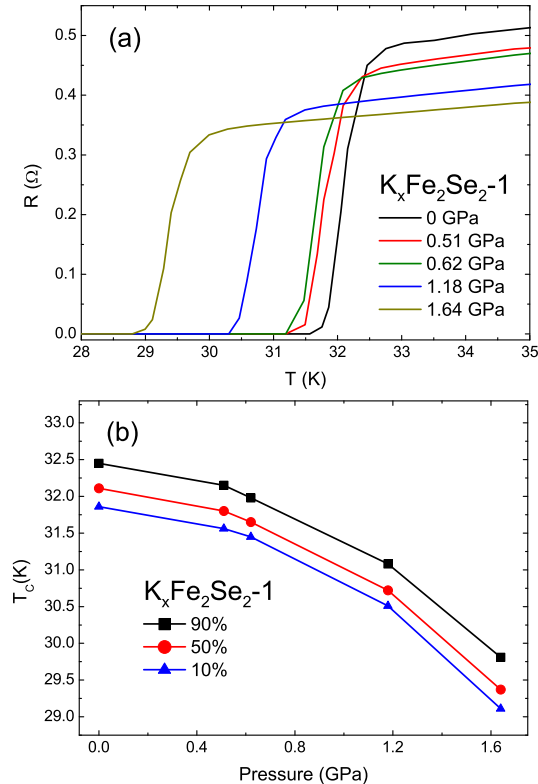 (a)
0.5
0.4
0.3
0.2
0.1
0.0
R (Ω)
KxFe2Se2-1
0 GPa
0.51 GPa
0.62 GPa
1.18 GPa
1.64 GPa
28 29 30 31 32 33 34 35
T (K)
(b)
33.0
32.5
32.0
31.5
31.0
30.5
30.0
29.5
29.0
TC(K)
KxFe2Se2-1
90%
50%
10%
0.0 0.4 0.8 1.2 1.6
Pressure (GPa)